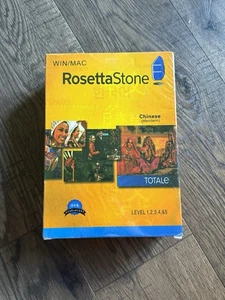 WIN/MAC
RosettaStone
Chinese
(Mandarin)
TOTALe
LEVEL 1,2,3,4,&5